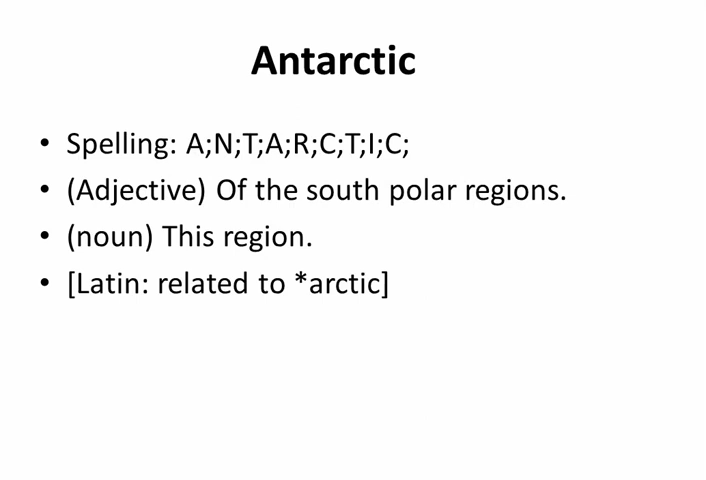 Antarctic
• Spelling: A;N;T;A;R;C;T;I;C;
• (Adjective) Of the south polar regions.
• (noun) This region.
• [Latin: related to *arctic]